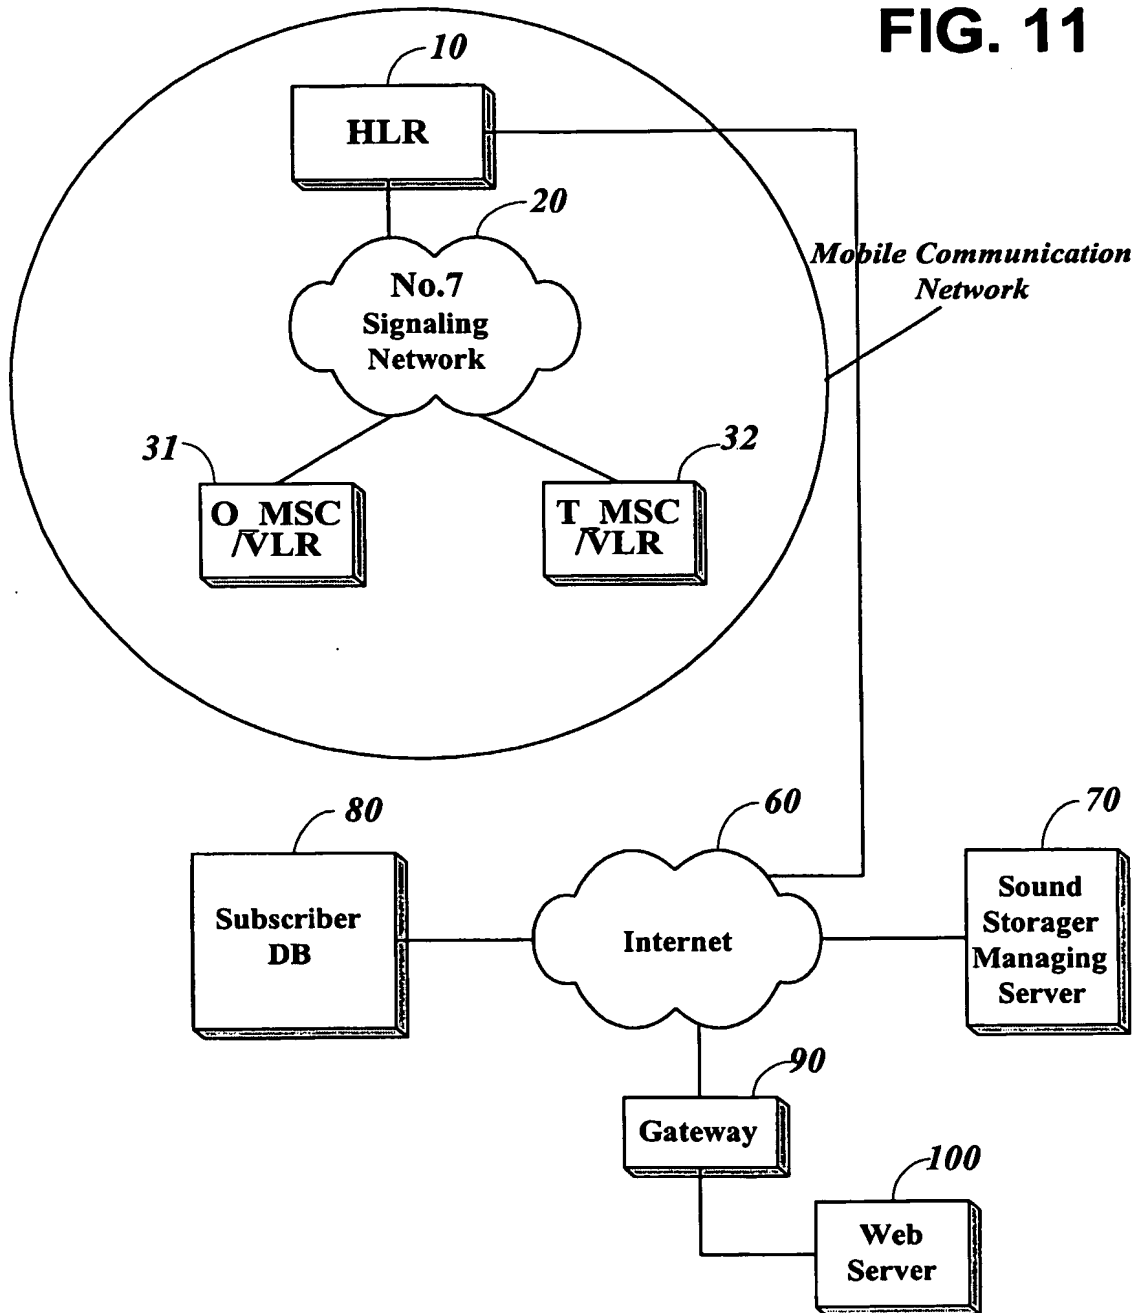 FIG. 11
10
HLR
20
No.7
Signaling
Network
Mobile Communication
Network
31
32
O_MSC
/VLR
T_MSC
/VLR
80
60
70
Subscriber
DB
Internet
Sound
Storager
Managing
Server
90
Gateway
100
Web
Server